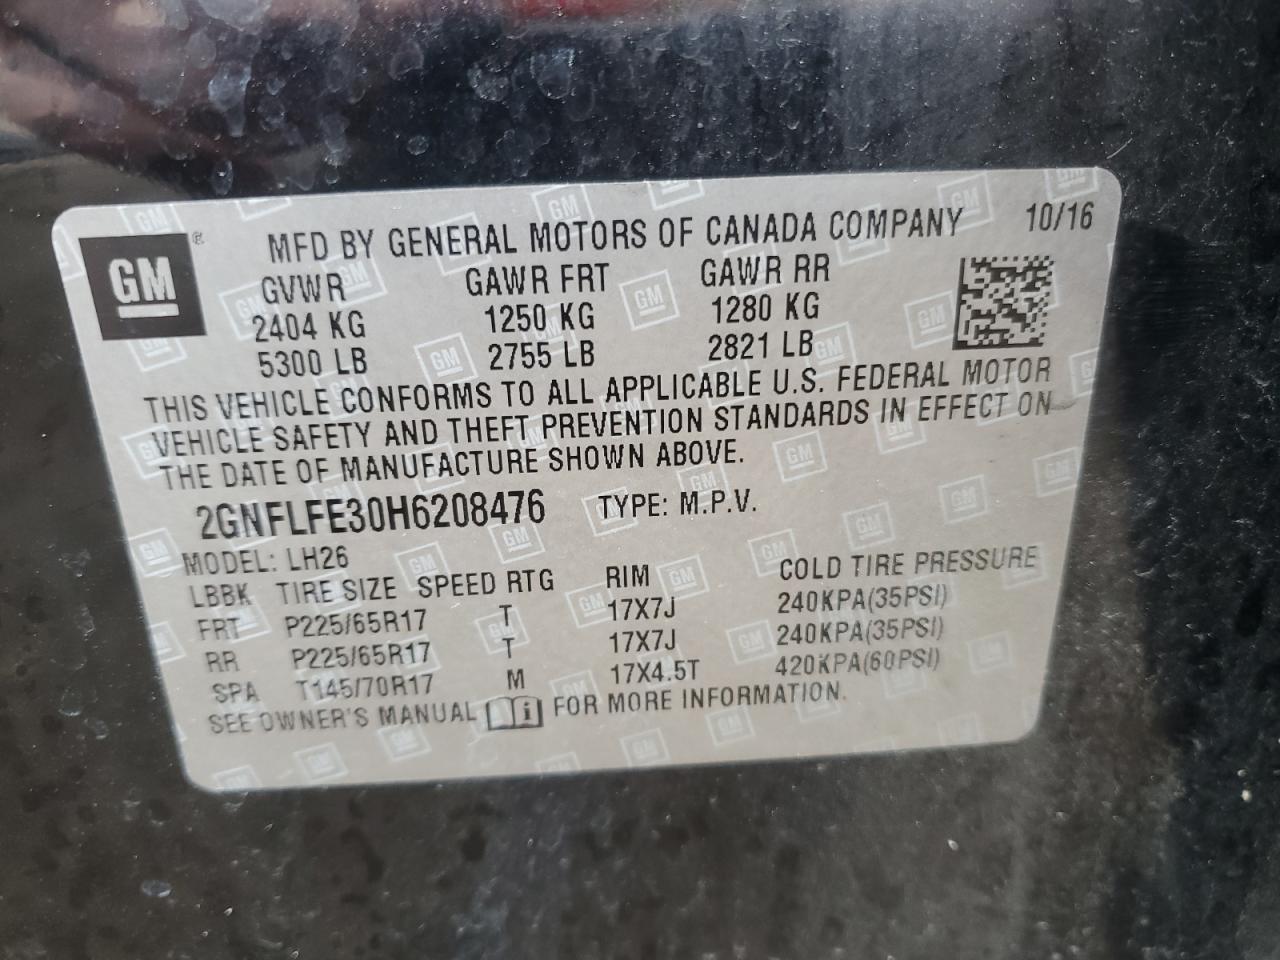 GM ®
MFD BY GENERAL MOTORS OF CANADA COMPANY 10/16
GVWR GAWR FRT GAWR RR
2404 KG 1250 KG 1280 KG
5300 LB 2755 LB 2821 LB
THIS VEHICLE CONFORMS TO ALL APPLICABLE U.S. FEDERAL MOTOR
VEHICLE SAFETY AND THEFT PREVENTION STANDARDS IN EFFECT ON
THE DATE OF MANUFACTURE SHOWN ABOVE.
2GNFLFE30H6208476 TYPE: M.P.V.
MODEL: LH26
LBBK TIRE SIZE SPEED RTG RIM COLD TIRE PRESSURE
FRT P225/65R17 T 17X7J 240KPA(35PSI)
RR P225/65R17 T 17X7J 240KPA(35PSI)
SPA T145/70R17 M 17X4.5T 420KPA(60PSI)
SEE OWNER'S MANUAL i FOR MORE INFORMATION.